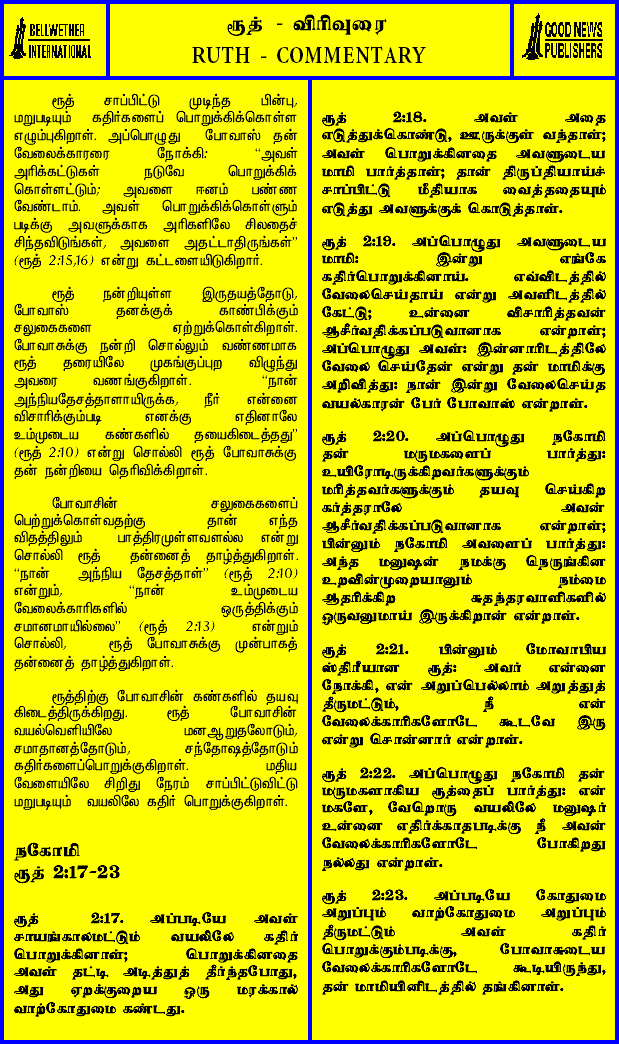 BELLWETHER
INTERNATIONAL
ரூத் - விரிவுரை
RUTH - COMMENTARY
GOOD NEWS
PUBLISHERS
ரூத் சாப்பிட்டு முடிந்த பின்பு,
மறுபடியும் கதிர்களைப் பொறுக்கிக்கொள்ள
எழும்புகிறாள். அப்பொழுது போவாஸ் தன்
வேலைக்காரரை நோக்கி: “அவள்
அரிக்கட்டுகள் நடுவே பொறுக்கிக்
கொள்ளட்டும்; அவளை ஈனம் பண்ண
வேண்டாம். அவள் பொறுக்கிக்கொள்ளும்
படிக்கு அவளுக்காக அரிகளிலே சிலதைச்
சிந்தவிடுங்கள், அவளை அதட்டாதிருங்கள்”
(ரூத் 2:15,16) என்று கட்டளையிடுகிறார்.
ரூத் நன்றியுள்ள இருதயத்தோடு,
போவாஸ் தனக்குக் காண்பிக்கும்
சலுகைகளை ஏற்றுக்கொள்கிறாள்.
போவாசுக்கு நன்றி சொல்லும் வண்ணமாக
ரூத் தரையிலே முகங்குப்புற விழுந்து
அவரை வணங்குகிறாள். “நான்
அந்நியதேசத்தாளாயிருக்க, நீர் என்னை
விசாரிக்கும்படி எனக்கு எதினாலே
உம்முடைய கண்களில் தயைகிடைத்தது”
(ரூத் 2:10) என்று சொல்லி ரூத் போவாசுக்கு
தன் நன்றியை தெரிவிக்கிறாள்.
போவாசின் சலுகைகளைப்
பெற்றுக்கொள்வதற்கு தான் எந்த
விதத்திலும் பாத்திரமுள்ளவளல்ல என்று
சொல்லி ரூத் தன்னைத் தாழ்த்துகிறாள்.
“நான் அந்நிய தேசத்தாள்” (ரூத் 2:10)
என்றும், “நான் உம்முடைய
வேலைக்காரிகளில் ஒருத்திக்கும்
சமானமாயில்லை” (ரூத் 2:13) என்றும்
சொல்லி, ரூத் போவாசுக்கு முன்பாகத்
தன்னைத் தாழ்த்துகிறாள்.
ரூத்திற்கு போவாசின் கண்களில் தயவு
கிடைத்திருக்கிறது. ரூத் போவாசின்
வயல்வெளியிலே மனஆறுதலோடும்,
சமாதானத்தோடும், சந்தோஷத்தோடும்
கதிர்களைப்பொறுக்குகிறாள். மதிய
வேளையிலே சிறிது நேரம் சாப்பிட்டுவிட்டு
மறுபடியும் வயலிலே கதிர் பொறுக்குகிறாள்.
நகோமி
ரூத் 2:17-23
ரூத் 2:17. அப்படியே அவள்
சாயங்காலமட்டும் வயலிலே கதிர்
பொறுக்கினாள்; பொறுக்கினதை
அவள் தட்டி அடித்துத் தீர்ந்தபோது,
அது ஏறக்குறைய ஒரு மரக்கால்
வாற்கோதுமை கண்டது.
ரூத் 2:18. அவள் அதை
எடுத்துக்கொண்டு, ஊருக்குள் வந்தாள்;
அவள் பொறுக்கினதை அவளுடைய
மாமி பார்த்தாள்; தான் திருப்தியாய்ச்
சாப்பிட்டு மீதியாக வைத்ததையும்
எடுத்து அவளுக்குக் கொடுத்தாள்.
ரூத் 2:19. அப்பொழுது அவளுடைய
மாமி: இன்று எங்கே
கதிர்பொறுக்கினாய். எவ்விடத்தில்
வேலைசெய்தாய் என்று அவளிடத்தில்
கேட்டு; உன்னை விசாரித்தவன்
ஆசீர்வதிக்கப்படுவானாக என்றாள்;
அப்பொழுது அவள்: இன்னாரிடத்திலே
வேலை செய்தேன் என்று தன் மாமிக்கு
அறிவித்து: நான் இன்று வேலைசெய்த
வயல்காரன் பேர் போவாஸ் என்றாள்.
ரூத் 2:20. அப்பொழுது நகோமி
தன் மருமகளைப் பார்த்து:
உயிரோடிருக்கிறவர்களுக்கும்
மரித்தவர்களுக்கும் தயவு செய்கிற
கர்த்தராலே அவன்
ஆசீர்வதிக்கப்படுவானாக என்றாள்;
பின்னும் நகோமி அவளைப் பார்த்து:
அந்த மனுஷன் நமக்கு நெருங்கின
உறவின்முறையானும் நம்மை
ஆதரிக்கிற சுதந்தரவாளிகளில்
ஒருவனுமாய் இருக்கிறான் என்றாள்.
ரூத் 2:21. பின்னும் மோவாபிய
ஸ்திரீயான ரூத்: அவர் என்னை
நோக்கி, என் அறுப்பெல்லாம் அறுத்துத்
தீருமட்டும், நீ என்
வேலைக்காரிகளோடே கூடவே இரு
என்று சொன்னார் என்றாள்.
ரூத் 2:22. அப்பொழுது நகோமி தன்
மருமகளாகிய ரூத்தைப் பார்த்து: என்
மகளே, வேறொரு வயலிலே மனுஷர்
உன்னை எதிர்க்காதபடிக்கு நீ அவன்
வேலைக்காரிகளோடே போகிறது
நல்லது என்றாள்.
ரூத் 2:23. அப்படியே கோதுமை
அறுப்பும் வாற்கோதுமை அறுப்பும்
தீருமட்டும் அவள் கதிர்
பொறுக்கும்படிக்கு, போவாசுடைய
வேலைக்காரிகளோடே கூடியிருந்து,
தன் மாமியினிடத்தில் தங்கினாள்.